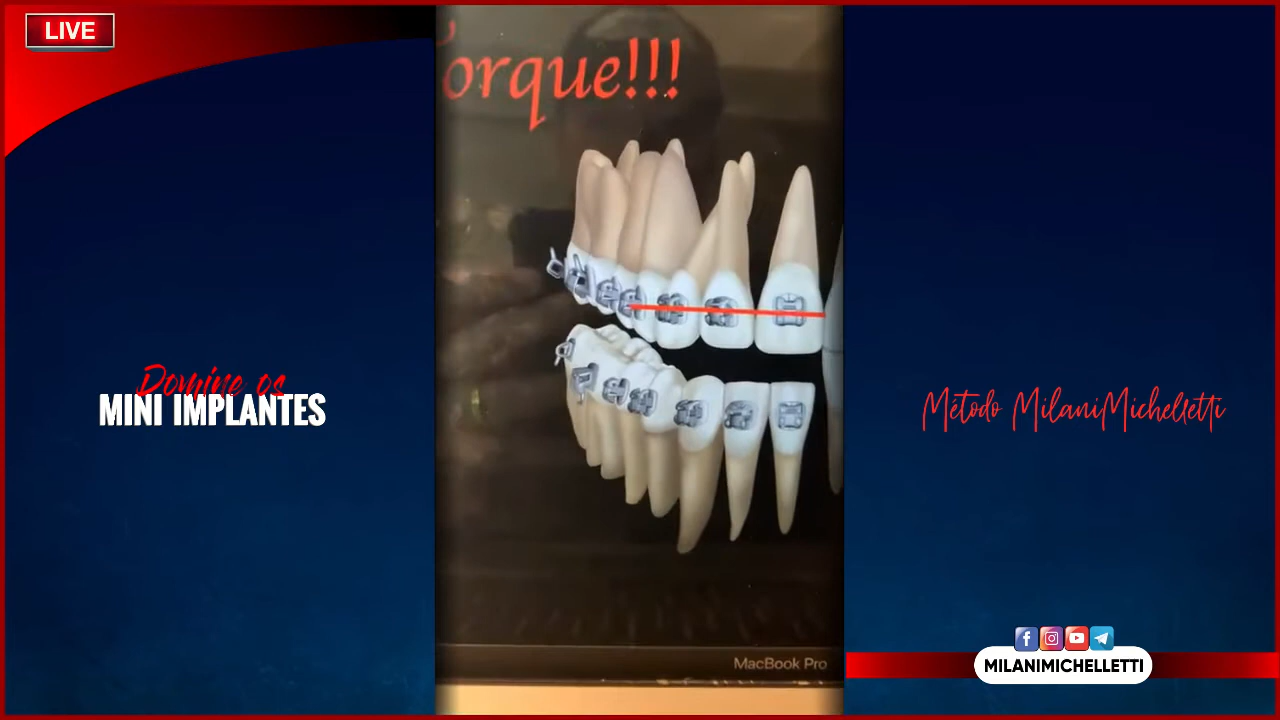 LIVE
orque!!!
Domine os
MINI IMPLANTES
Método MilaniMichelletti
MacBook Pro
MILANIMICHELLETTI